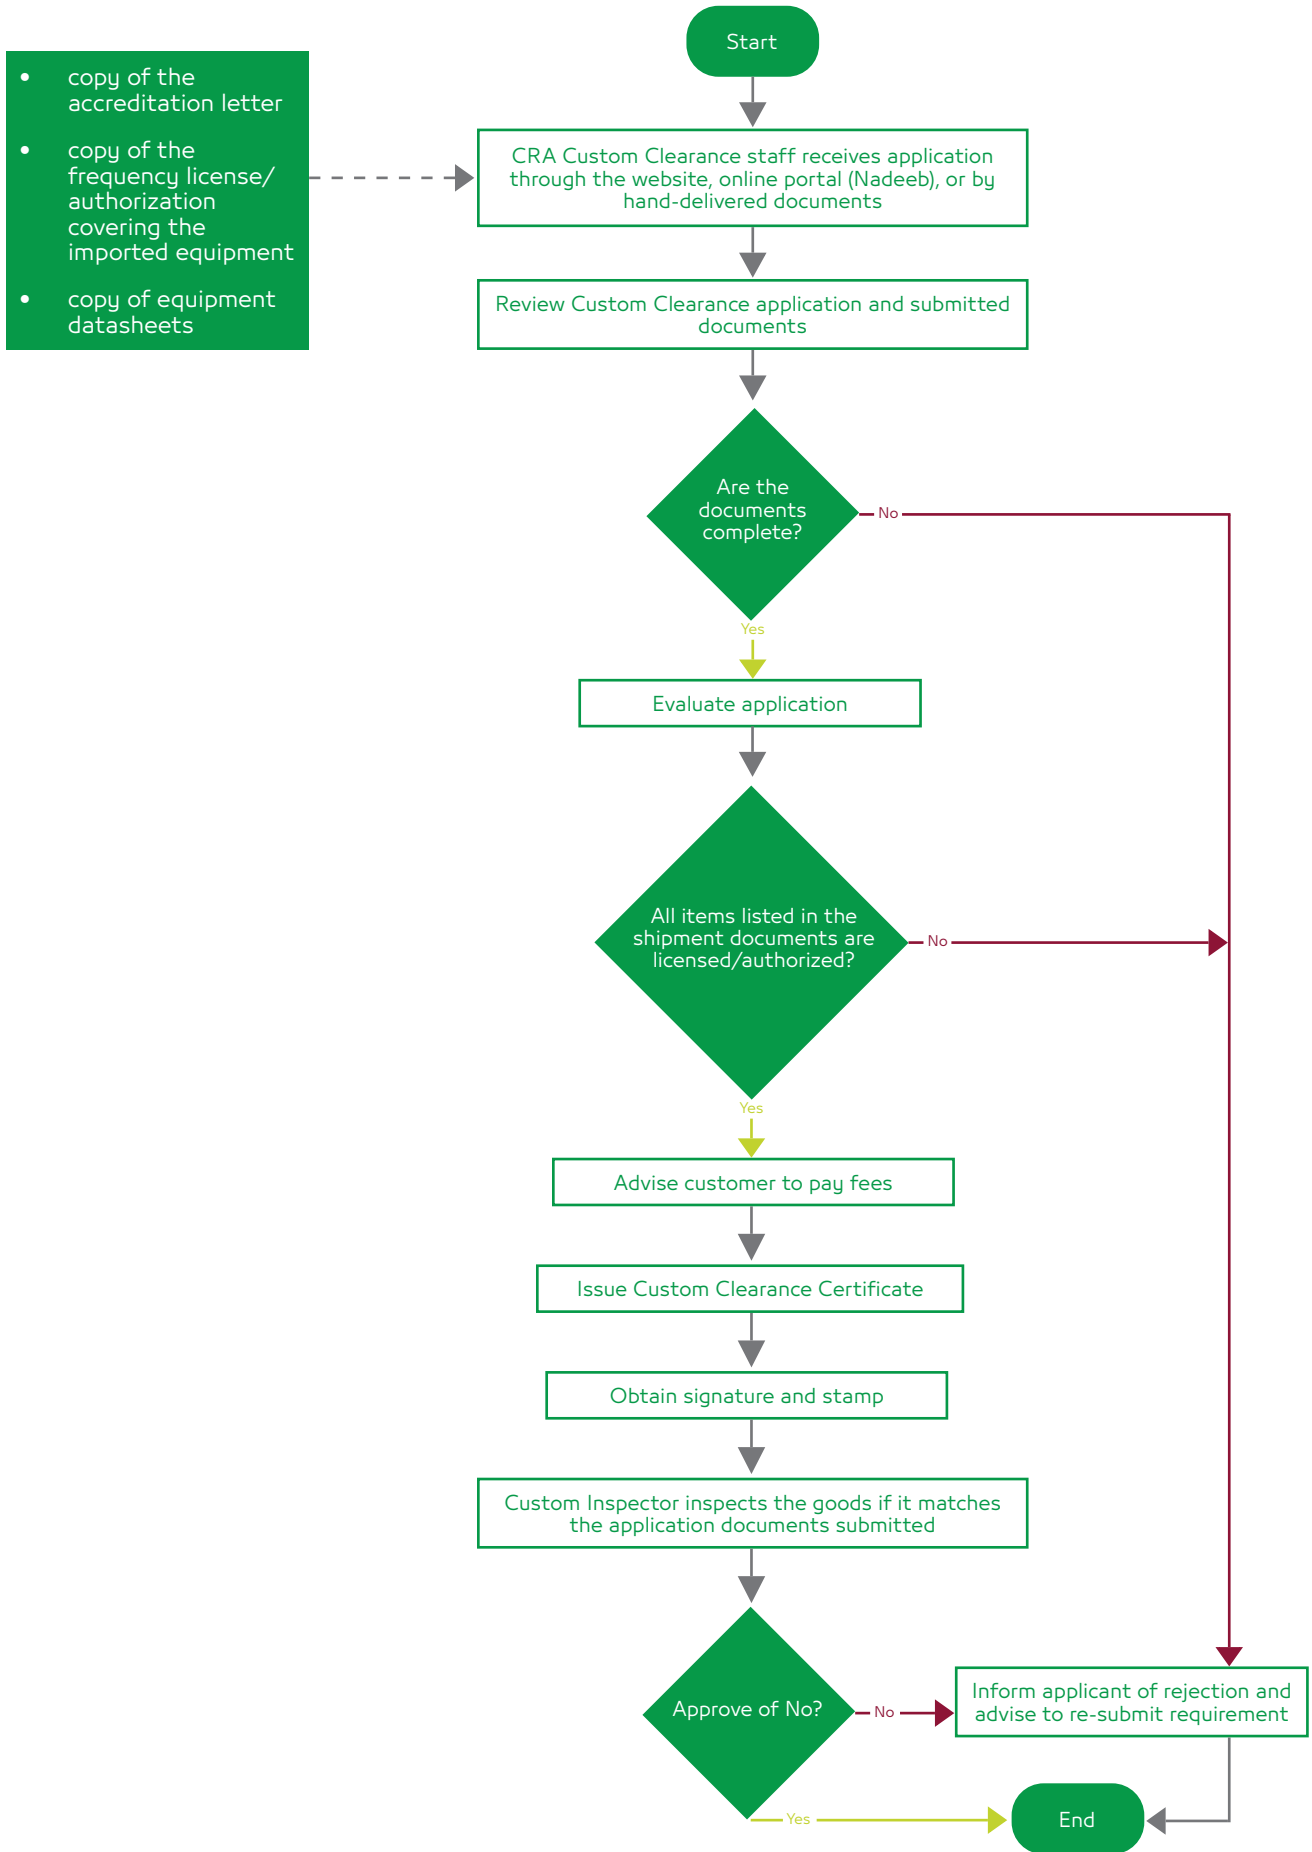 Start
• copy of the
accreditation letter
• copy of the
frequency license/
authorization
covering the
imported equipment
• copy of equipment
datasheets
CRA Custom Clearance staff receives application
through the website, online portal (Nadeeb), or by
hand-delivered documents
Review Custom Clearance application and submitted
documents
Are the
documents
complete?
No
Yes
Evaluate application
All items listed in the
shipment documents are
licensed/authorized?
No
Yes
Advise customer to pay fees
Issue Custom Clearance Certificate
Obtain signature and stamp
Custom Inspector inspects the goods if it matches
the application documents submitted
Approve of No?
No
Inform applicant of rejection and
advise to re-submit requirement
Yes
End